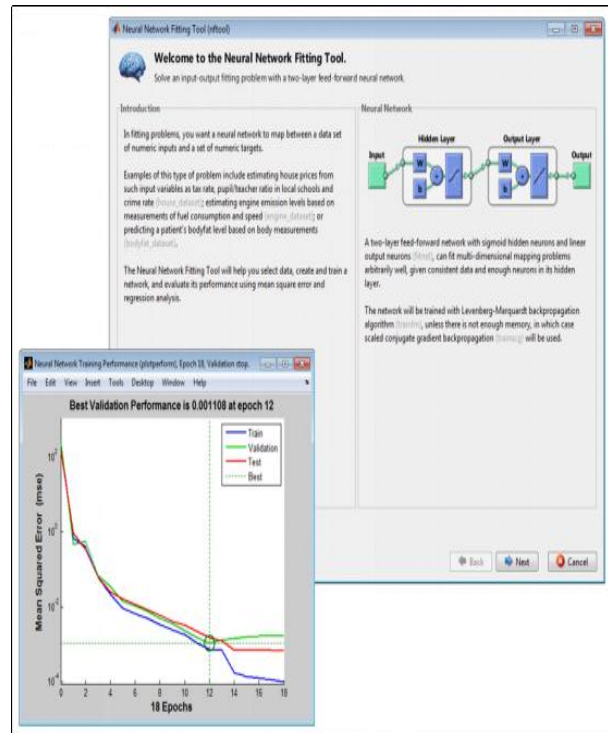 Neural Network Fitting Tool (nftool)
Welcome to the Neural Network Fitting Tool.
Solve an input-output fitting problem with a two-layer feed-forward neural network.
Introduction
In fitting problems, you want a neural network to map between a data set
of numeric inputs and a set of numeric targets.
Examples of this type of problem include estimating house prices from
such input variables as tax rate, pupil/teacher ratio in local schools and
crime rate (house_dataset); estimating engine emission levels based on
measurements of fuel consumption and speed (engine_dataset); or
predicting a patient's bodyfat level based on body measurements
(bodyfat_dataset).
The Neural Network Fitting Tool will help you select data, create and train a
network, and evaluate its performance using mean square error and
regression analysis.
Neural Network
Hidden Layer
Output Layer
Input
Output
W
b
+
W
b
+
A two-layer feed-forward network with sigmoid hidden neurons and linear
output neurons (fitnet), can fit multi-dimensional mapping problems
arbitrarily well, given consistent data and enough neurons in its hidden
layer.
The network will be trained with Levenberg-Marquardt backpropagation
algorithm (trainlm), unless there is not enough memory, in which case
scaled conjugate gradient backpropagation (trainscg) will be used.
Back
Next
Cancel
Neural Network Training Performance (plotperform), Epoch 18, Validation stop.
File Edit View Insert Tools Desktop Window Help
Best Validation Performance is 0.001108 at epoch 12
Train
Validation
Test
Best
Mean Squared Error (mse)
0 2 4 6 8 10 12 14 16 18
18 Epochs